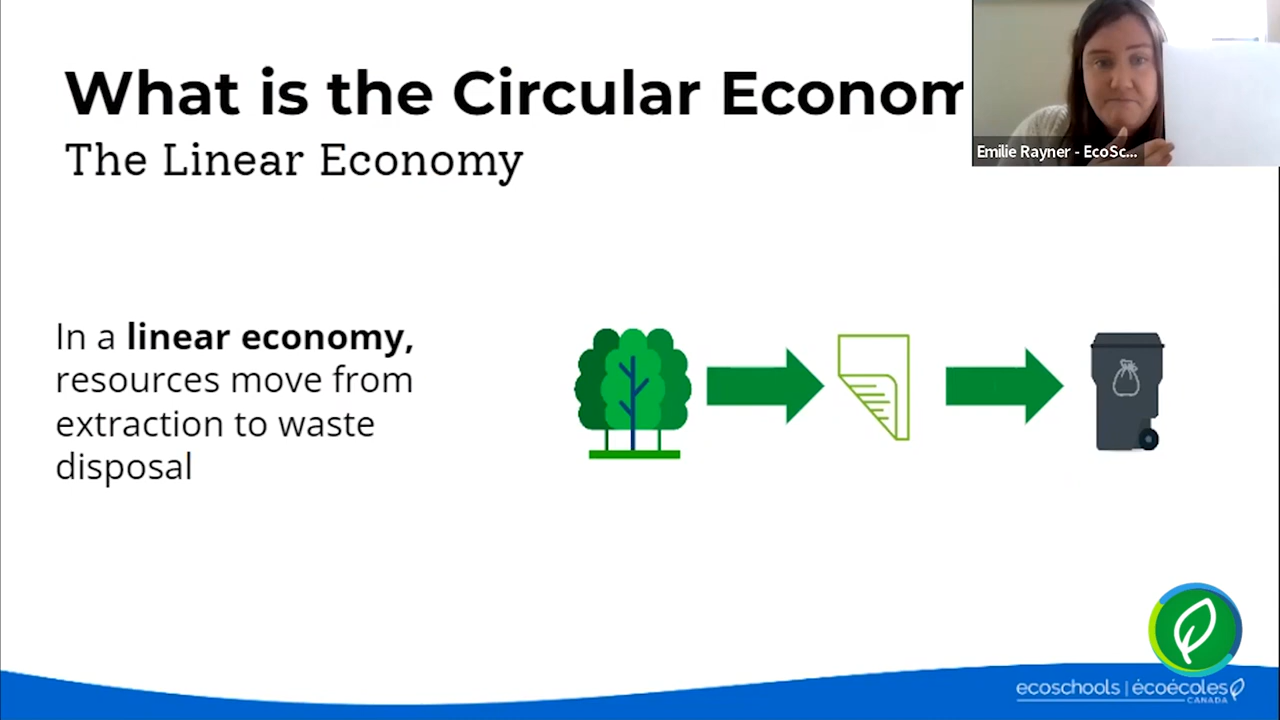 What is the Circular Econom
The Linear Economy
Emilie Rayner - EcoSc...
In a linear economy,
resources move from
extraction to waste
disposal
ecoschools | écoécoles
CANADA